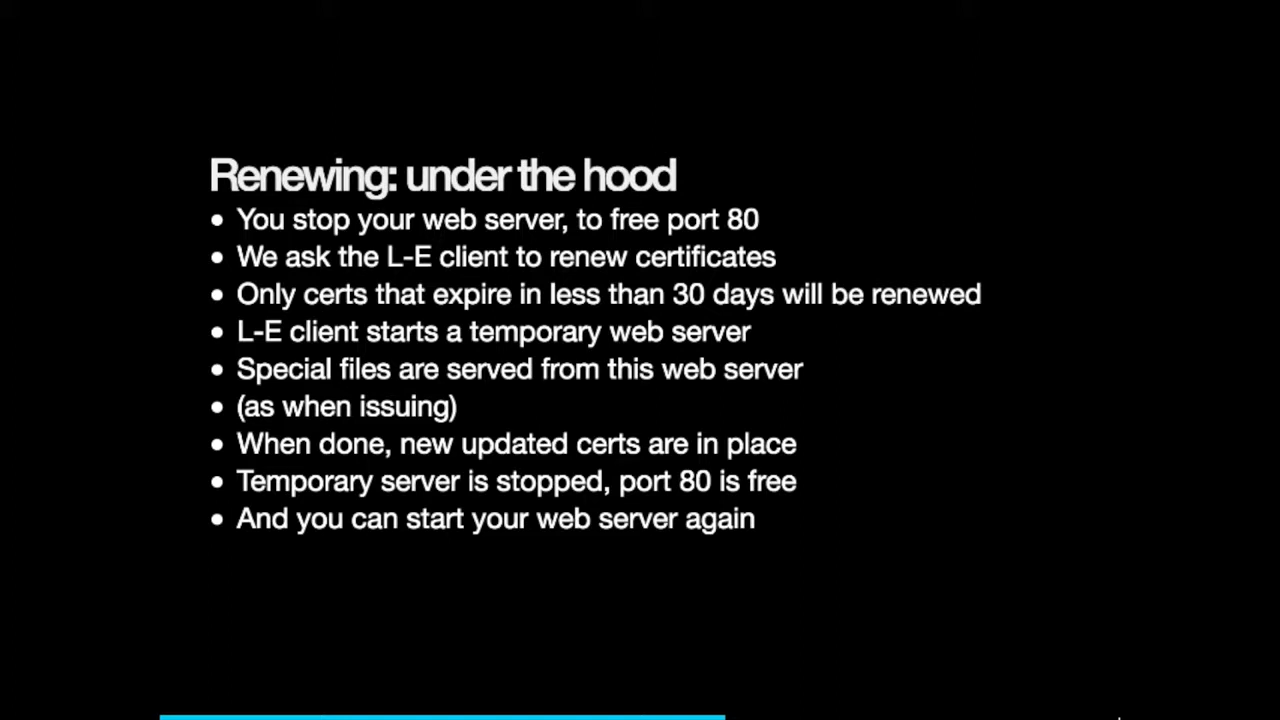 Renewing: under the hood
• You stop your web server, to free port 80
• We ask the L-E client to renew certificates
• Only certs that expire in less than 30 days will be renewed
• L-E client starts a temporary web server
• Special files are served from this web server
• (as when issuing)
• When done, new updated certs are in place
• Temporary server is stopped, port 80 is free
• And you can start your web server again